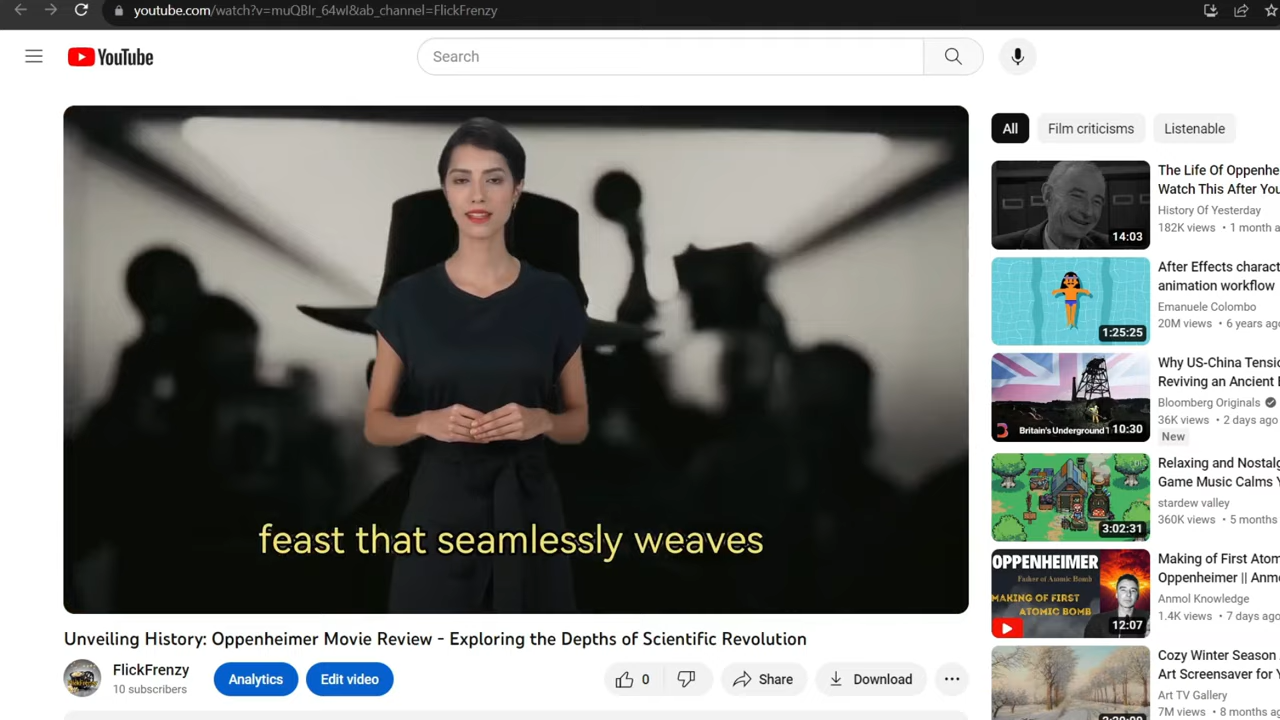 youtube.com/watch?v=muQBIr_64wI&ab_channel=FlickFrenzy
YouTube
Search
feast that seamlessly weaves
Unveiling History: Oppenheimer Movie Review - Exploring the Depths of Scientific Revolution
FlickFrenzy
10 subscribers
Analytics
Edit video
0
Share
Download
All
Film criticisms
Listenable
14:03
The Life Of Oppenhe
Watch This After You
History Of Yesterday
182K views • 1 month a
1:25:25
After Effects charact
animation workflow
Emanuele Colombo
20M views • 6 years ago
Britain's Underground
10:30
Why US-China Tensio
Reviving an Ancient
Bloomberg Originals
36K views • 2 days ago
New
3:02:31
Relaxing and Nostalg
Game Music Calms Y
stardew valley
360K views • 5 months
OPPENHEIMER
Father of Atomic Bomb
MAKING OF FIRST
ATOMIC BOMB
12:07
Making of First Atom
Oppenheimer || Anm
Anmol Knowledge
1.4K views • 7 days ago
Cozy Winter Season
Art Screensaver for Y
Art TV Gallery
7M views • 8 months ag